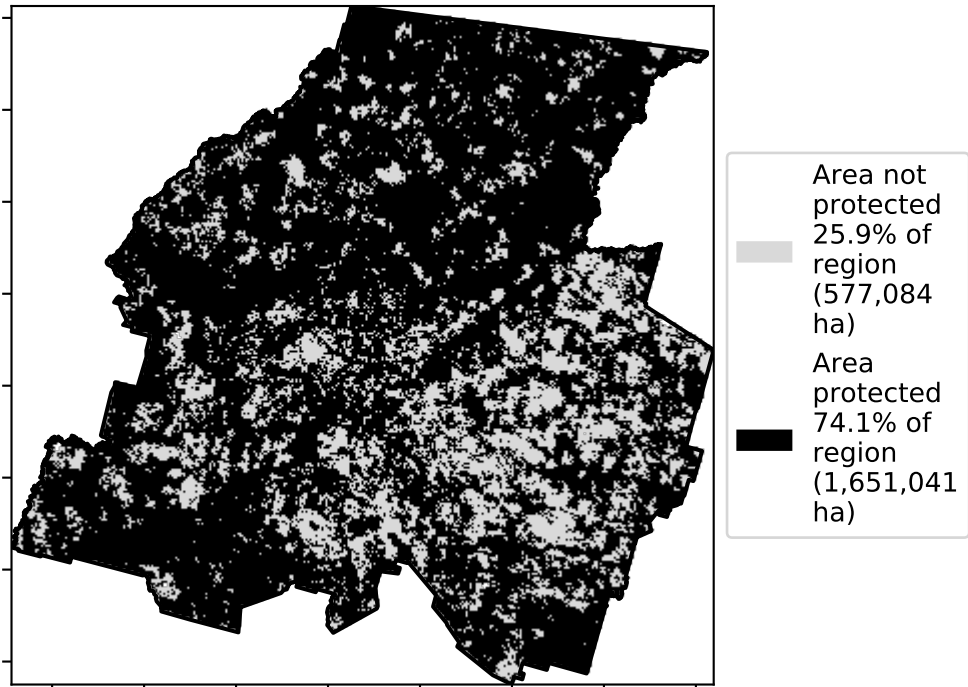 Area not
protected
25.9% of
region
(577,084
ha)
Area
protected
74.1% of
region
(1,651,041
ha)